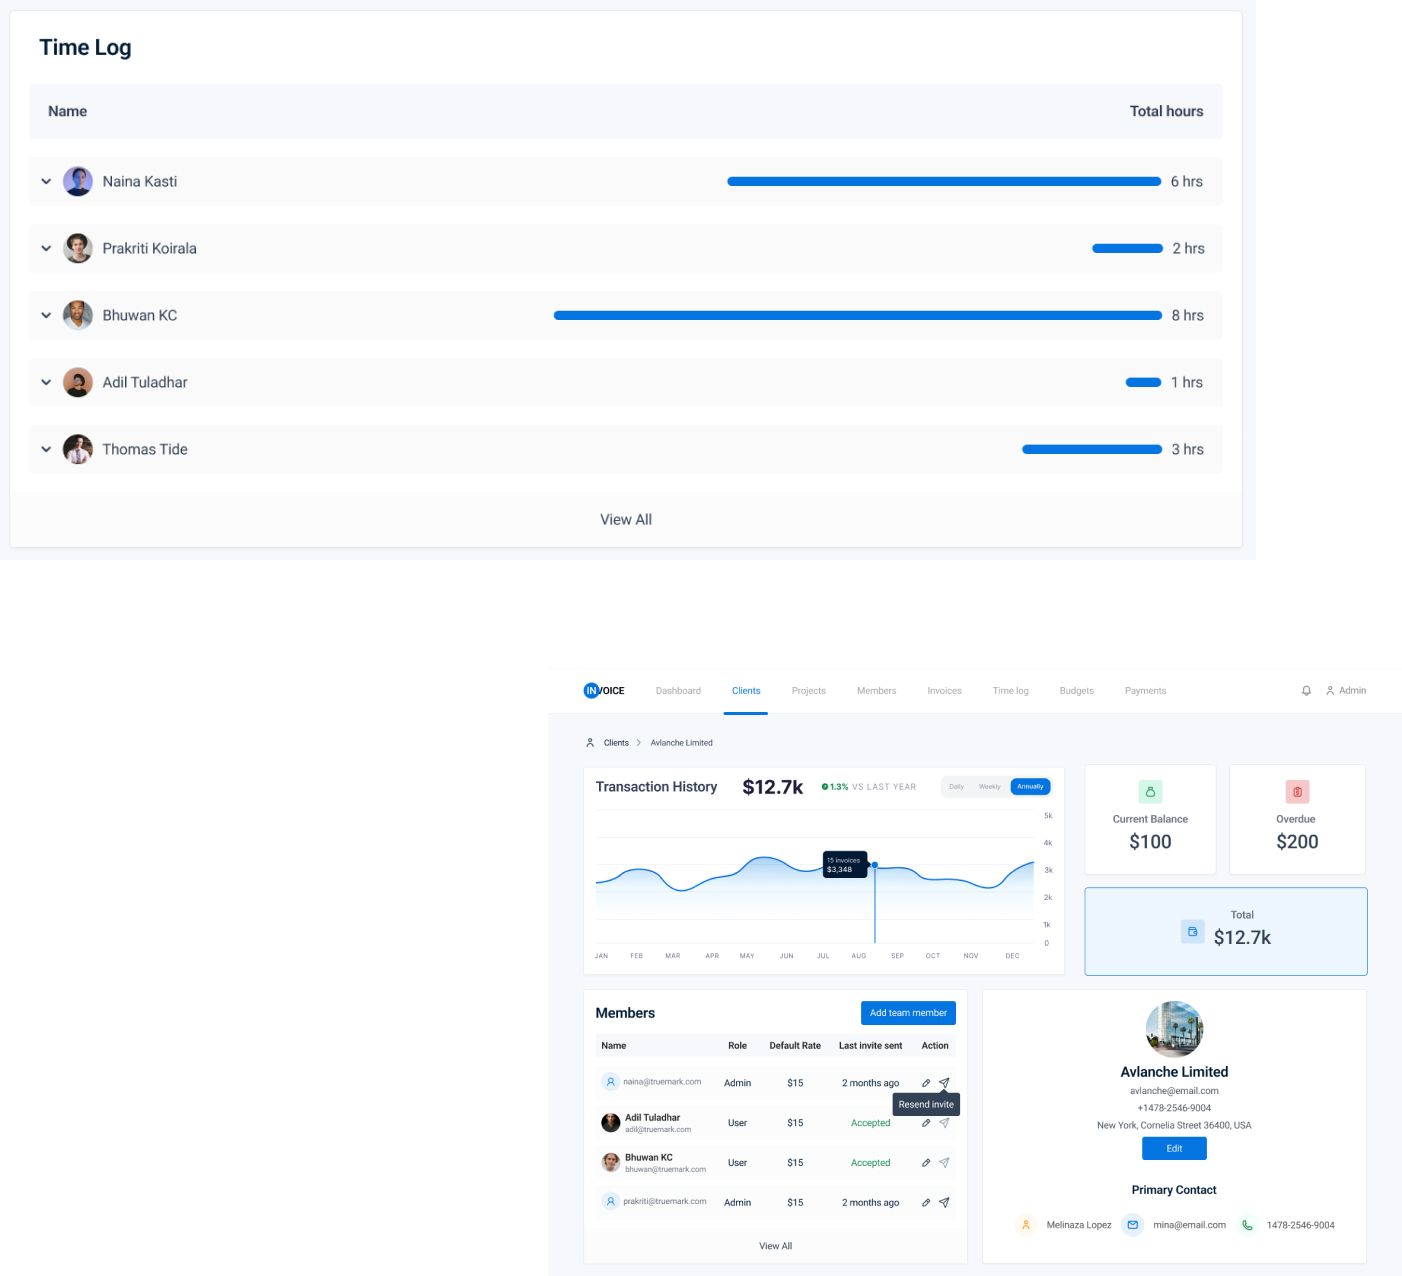 Time Log
Name Total hours
Naina Kasti 6 hrs
Prakriti Koirala 2 hrs
Bhuwan KC 8 hrs
Adil Tuladhar 1 hrs
Thomas Tide 3 hrs
View All
INVOICE Dashboard Clients Projects Members Invoices Time log Budgets Payments Admin
Clients Avlanche Limited
Transaction History $12.7k 1.3% VS LAST YEAR Daily Weekly Annually
5k
4k
15 invoices
$3,348
3k
2k
1k
0
JAN FEB MAR APR MAY JUN JUL AUG SEP OCT NOV DEC
Current Balance
$100
Overdue
$200
Total
$12.7k
Members Add team member
Name Role Default Rate Last invite sent Action
naina@truemark.com Admin $15 2 months ago
Resend invite
Adil Tuladhar
adil@truemark.com User $15 Accepted
Bhuwan KC
bhuwan@truemark.com User $15 Accepted
prakriti@truemark.com Admin $15 2 months ago
View All
Avlanche Limited
avlanche@email.com
+1478-2546-9004
New York, Cornelia Street 36400, USA
Edit
Primary Contact
Melinaza Lopez mina@email.com 1478-2546-9004